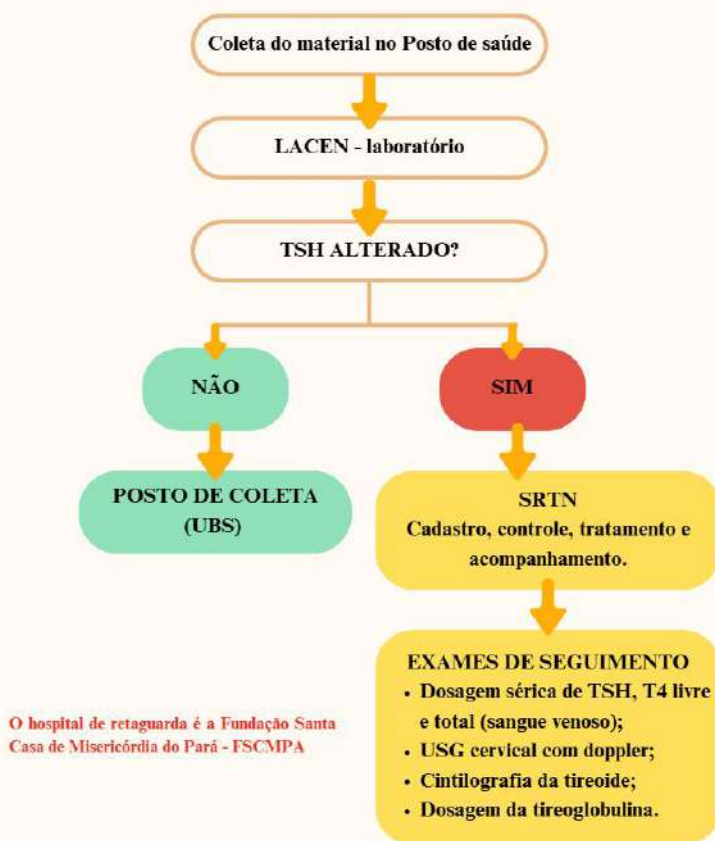 Coleta do material no Posto de saúde
LACEN - laboratório
TSH ALTERADO?
NÃO
SIM
POSTO DE COLETA
(UBS)
SRTN
Cadastro, controle, tratamento e
acompanhamento.
EXAMES DE SEGUIMENTO
• Dosagem sérica de TSH, T4 livre
e total (sangue venoso);
• USG cervical com doppler;
• Cintilografia da tireoide;
• Dosagem da tireoglobulina.
O hospital de retaguarda é a Fundação Santa
Casa de Misericórdia do Pará - FSCMPA